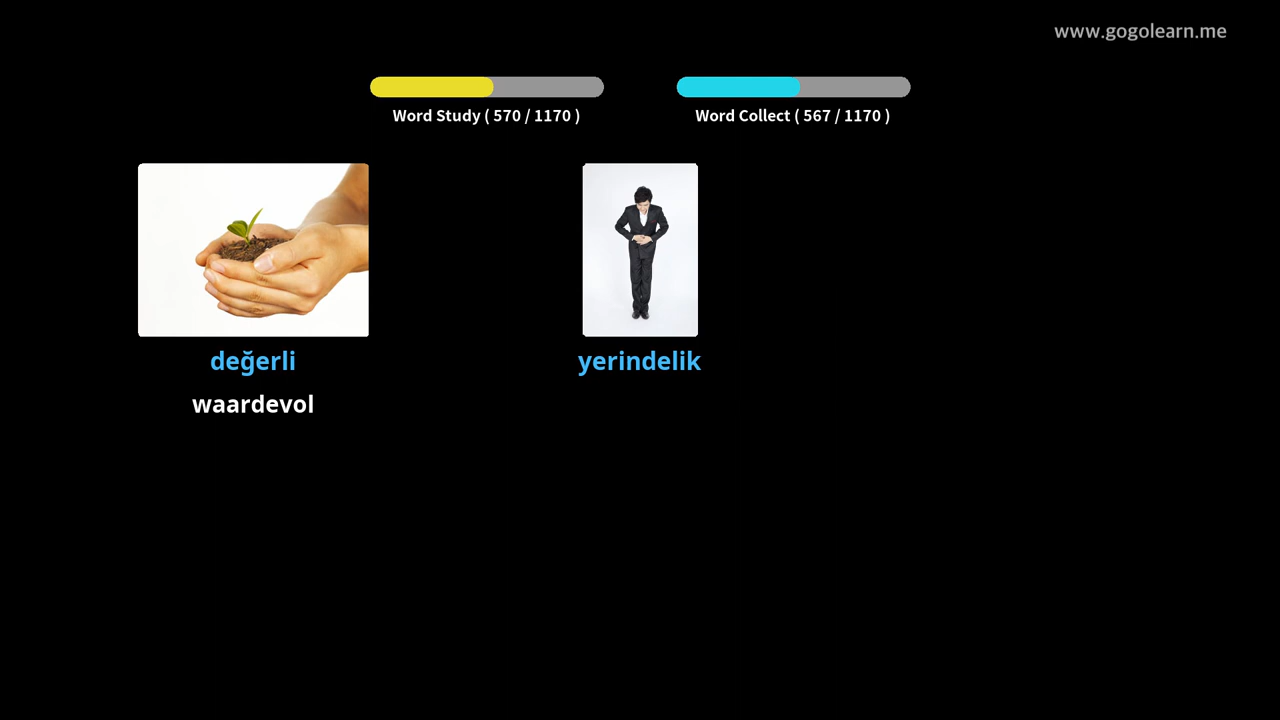 www.gogolearn.me
Word Study ( 570 / 1170 )
Word Collect ( 567 / 1170 )
değerli
waardevol
yerindelik